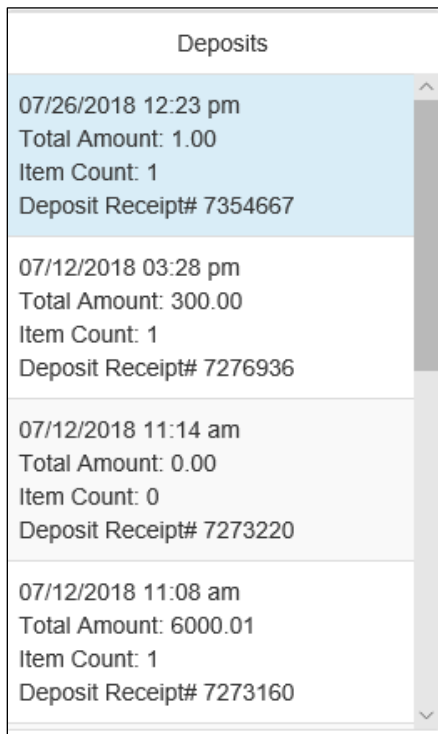 Deposits
07/26/2018 12:23 pm
Total Amount: 1.00
Item Count: 1
Deposit Receipt# 7354667
07/12/2018 03:28 pm
Total Amount: 300.00
Item Count: 1
Deposit Receipt# 7276936
07/12/2018 11:14 am
Total Amount: 0.00
Item Count: 0
Deposit Receipt# 7273220
07/12/2018 11:08 am
Total Amount: 6000.01
Item Count: 1
Deposit Receipt# 7273160